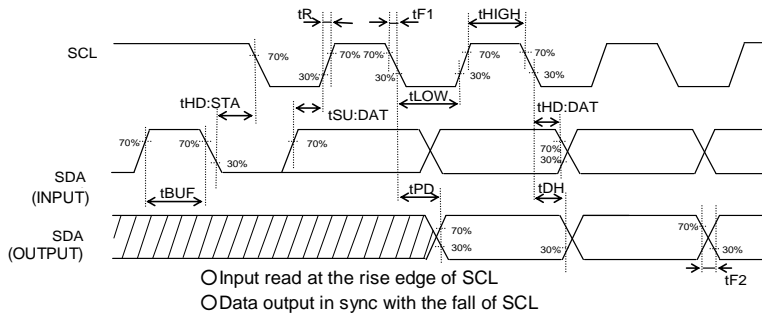 tR tF1 tHIGH
SCL 70% 70% 70% 70% 70%
30% 30% 30% 30%
tHD:STA tLOW tHD:DAT
tSU:DAT
70% 70% 70% 70%
30% 30%
SDA
(INPUT)
tBUF tPD tDH
SDA
(OUTPUT)
70% 70%
30% 30% 30%
tF2
○Input read at the rise edge of SCL
○Data output in sync with the fall of SCL